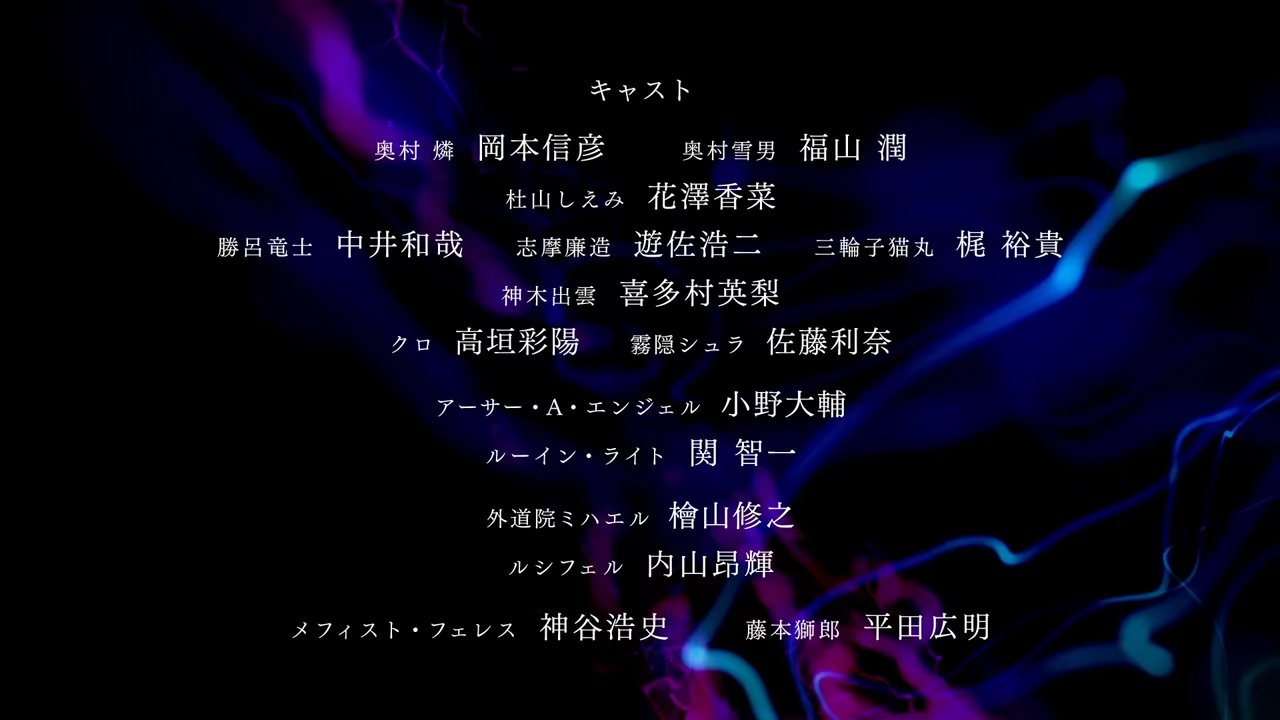 キャスト
奥村 燐 岡本信彦 奥村雪男 福山 潤
杜山しえみ 花澤香菜
勝呂竜士 中井和哉 志摩廉造 遊佐浩二 三輪子猫丸 梶 裕貴
神木出雲 喜多村英梨
クロ 高垣彩陽 霧隠シュラ 佐藤利奈
アーサー・A・エンジェル 小野大輔
ルーイン・ライト 関 智一
外道院ミハエル 檜山修之
ルシフェル 内山昂輝
メフィスト・フェレス 神谷浩史 藤本獅郎 平田広明